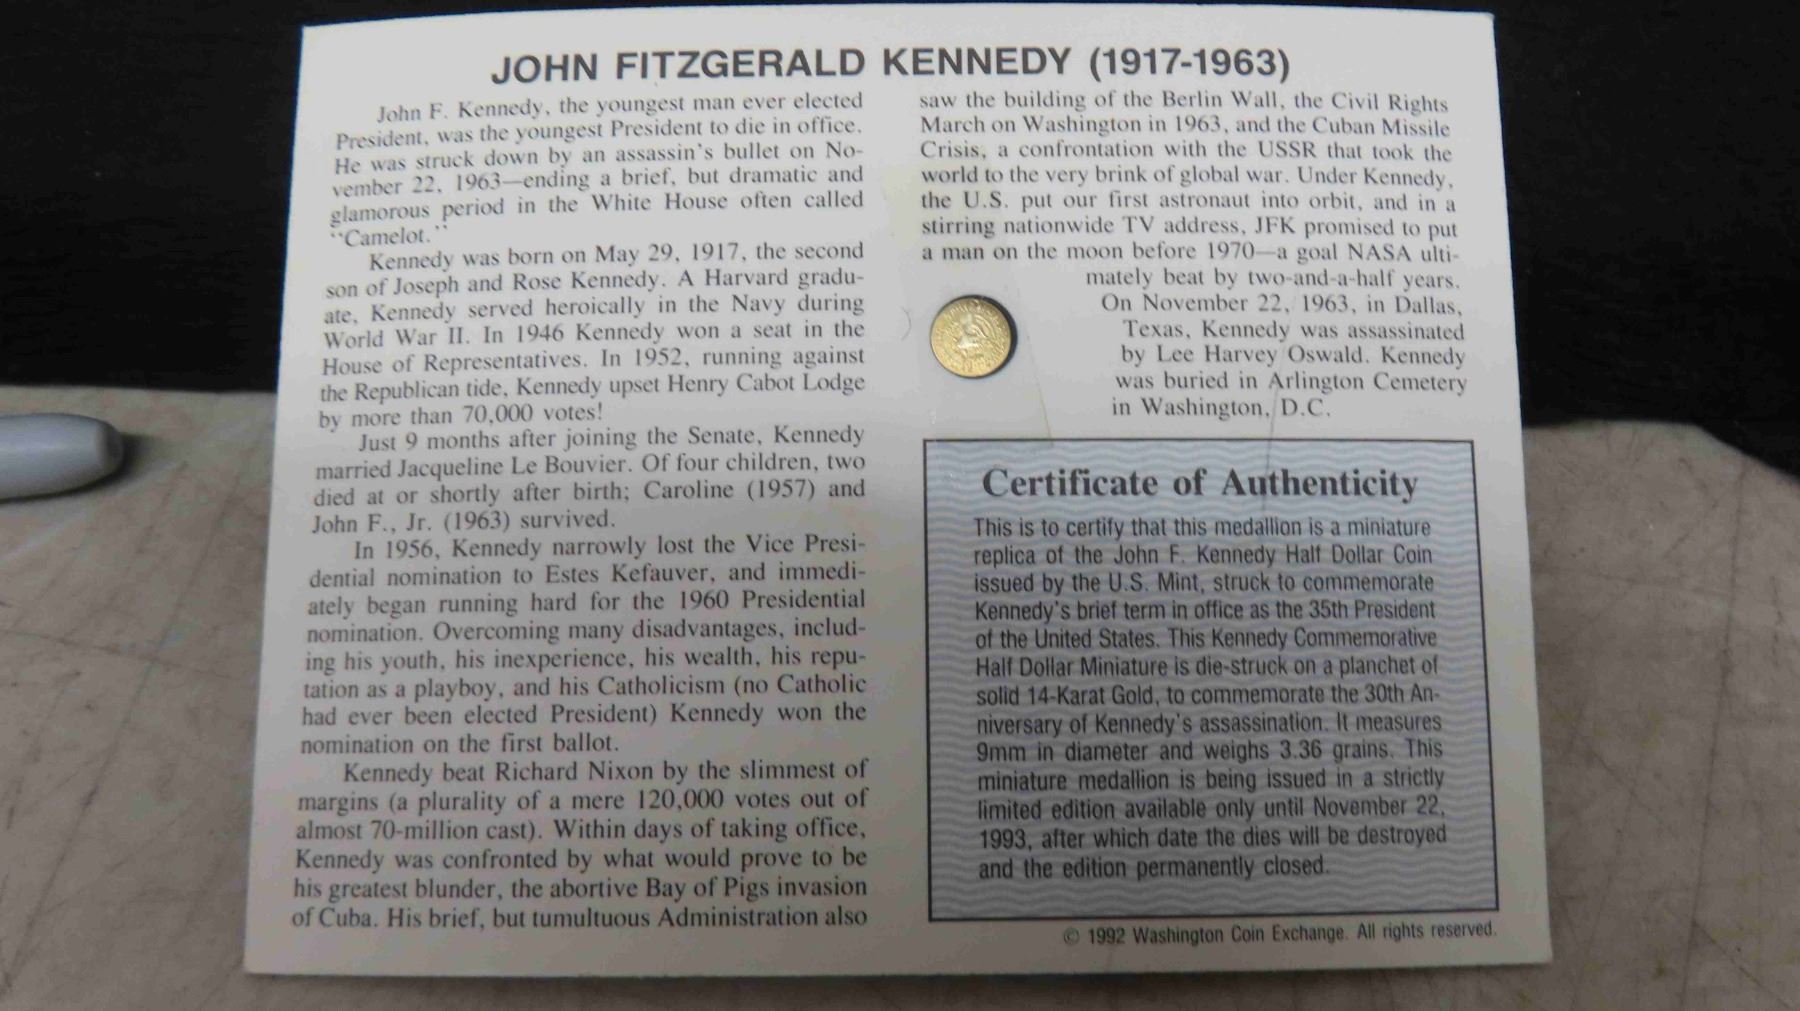 JOHN FITZGERALD KENNEDY (1917-1963)
John F. Kennedy, the youngest man ever elected
President, was the youngest President to die in office.
He was struck down by an assassin's bullet on No-
vember 22, 1963—ending a brief, but dramatic and
glamorous period in the White House often called
"Camelot."
Kennedy was born on May 29, 1917, the second
son of Joseph and Rose Kennedy. A Harvard gradu-
ate, Kennedy served heroically in the Navy during
World War II. In 1946 Kennedy won a seat in the
House of Representatives. In 1952, running against
the Republican tide, Kennedy upset Henry Cabot Lodge
by more than 70,000 votes!
Just 9 months after joining the Senate, Kennedy
married Jacqueline Le Bouvier. Of four children, two
died at or shortly after birth; Caroline (1957) and
John F., Jr. (1963) survived.
In 1956, Kennedy narrowly lost the Vice Presi-
dential nomination to Estes Kefauver, and immedi-
ately began running hard for the 1960 Presidential
nomination. Overcoming many disadvantages, includ-
ing his youth, his inexperience, his wealth, his repu-
tation as a playboy, and his Catholicism (no Catholic
had ever been elected President) Kennedy won the
nomination on the first ballot.
Kennedy beat Richard Nixon by the slimmest of
margins (a plurality of a mere 120,000 votes out of
almost 70-million cast). Within days of taking office,
Kennedy was confronted by what would prove to be
his greatest blunder, the abortive Bay of Pigs invasion
of Cuba. His brief, but tumultuous Administration also
saw the building of the Berlin Wall, the Civil Rights
March on Washington in 1963, and the Cuban Missile
Crisis, a confrontation with the USSR that took the
world to the very brink of global war. Under Kennedy,
the U.S. put our first astronaut into orbit, and in a
stirring nationwide TV address, JFK promised to put
a man on the moon before 1970—a goal NASA ulti-
mately beat by two-and-a-half years.
On November 22, 1963, in Dallas,
Texas, Kennedy was assassinated
by Lee Harvey Oswald. Kennedy
was buried in Arlington Cemetery
in Washington, D.C.
Certificate of Authenticity
This is to certify that this medallion is a miniature
replica of the John F. Kennedy Half Dollar Coin
issued by the U.S. Mint, struck to commemorate
Kennedy's brief term in office as the 35th President
of the United States. This Kennedy Commemorative
Half Dollar Miniature is die-struck on a planchet of
solid 14-Karat Gold, to commemorate the 30th An-
niversary of Kennedy's assassination. It measures
9mm in diameter and weighs 3.36 grains. This
miniature medallion is being issued in a strictly
limited edition available only until November 22,
1993, after which date the dies will be destroyed
and the edition permanently closed.
© 1992 Washington Coin Exchange. All rights reserved.